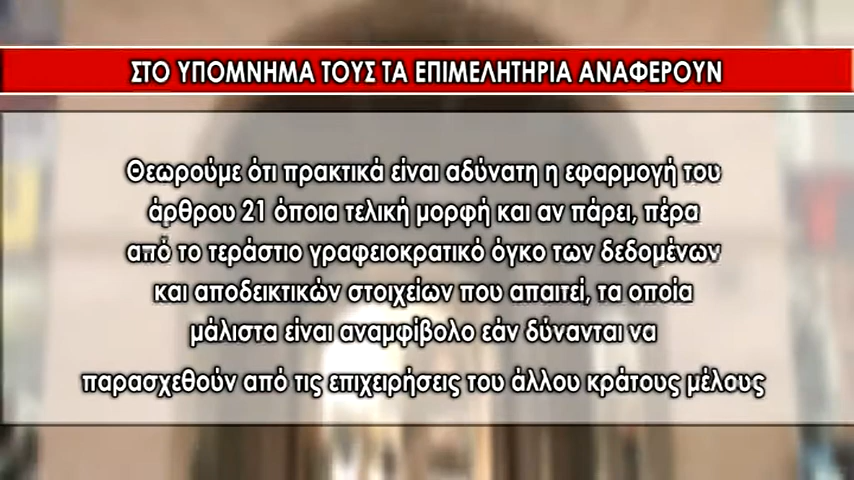 ΣΤΟ ΥΠΟΜΝΗΜΑ ΤΟΥΣ ΤΑ ΕΠΙΜΕΛΗΤΗΡΙΑ ΑΝΑΦΕΡΟΥΝ
Θεωρούμε ότι πρακτικά είναι αδύνατη η εφαρμογή του
άρθρου 21 όποια τελική μορφή και αν πάρει, πέρα
από το τεράστιο γραφειοκρατικό όγκο των δεδομένων
και αποδεικτικών στοιχείων που απαιτεί, τα οποία
μάλιστα είναι αναμφίβολο εάν δύνανται να
παρασχεθούν από τις επιχειρήσεις του άλλου κράτους μέλους